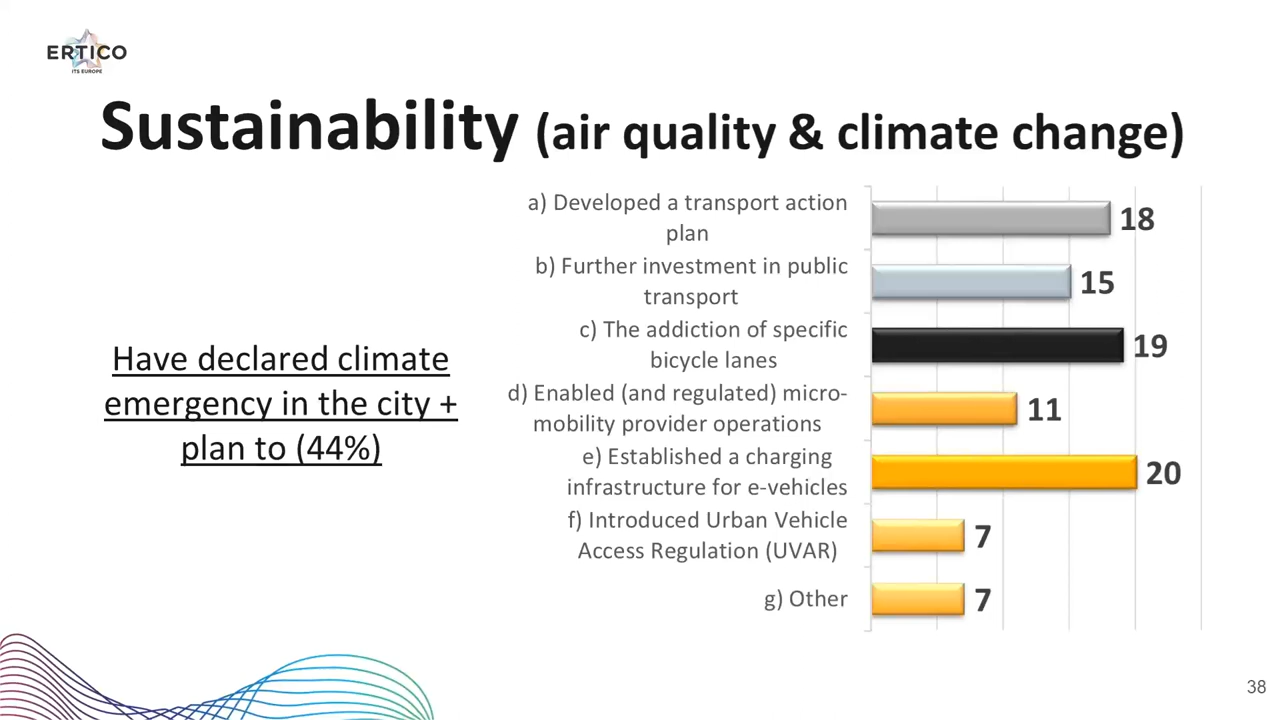 ERTICO
ITS EUROPE
Sustainability (air quality & climate change)
Have declared climate
emergency in the city +
plan to (44%)
a) Developed a transport action
plan
18
b) Further investment in public
transport
15
c) The addiction of specific
bicycle lanes
19
d) Enabled (and regulated) micro-
mobility provider operations
11
e) Established a charging
infrastructure for e-vehicles
20
f) Introduced Urban Vehicle
Access Regulation (UVAR)
7
g) Other
7
38